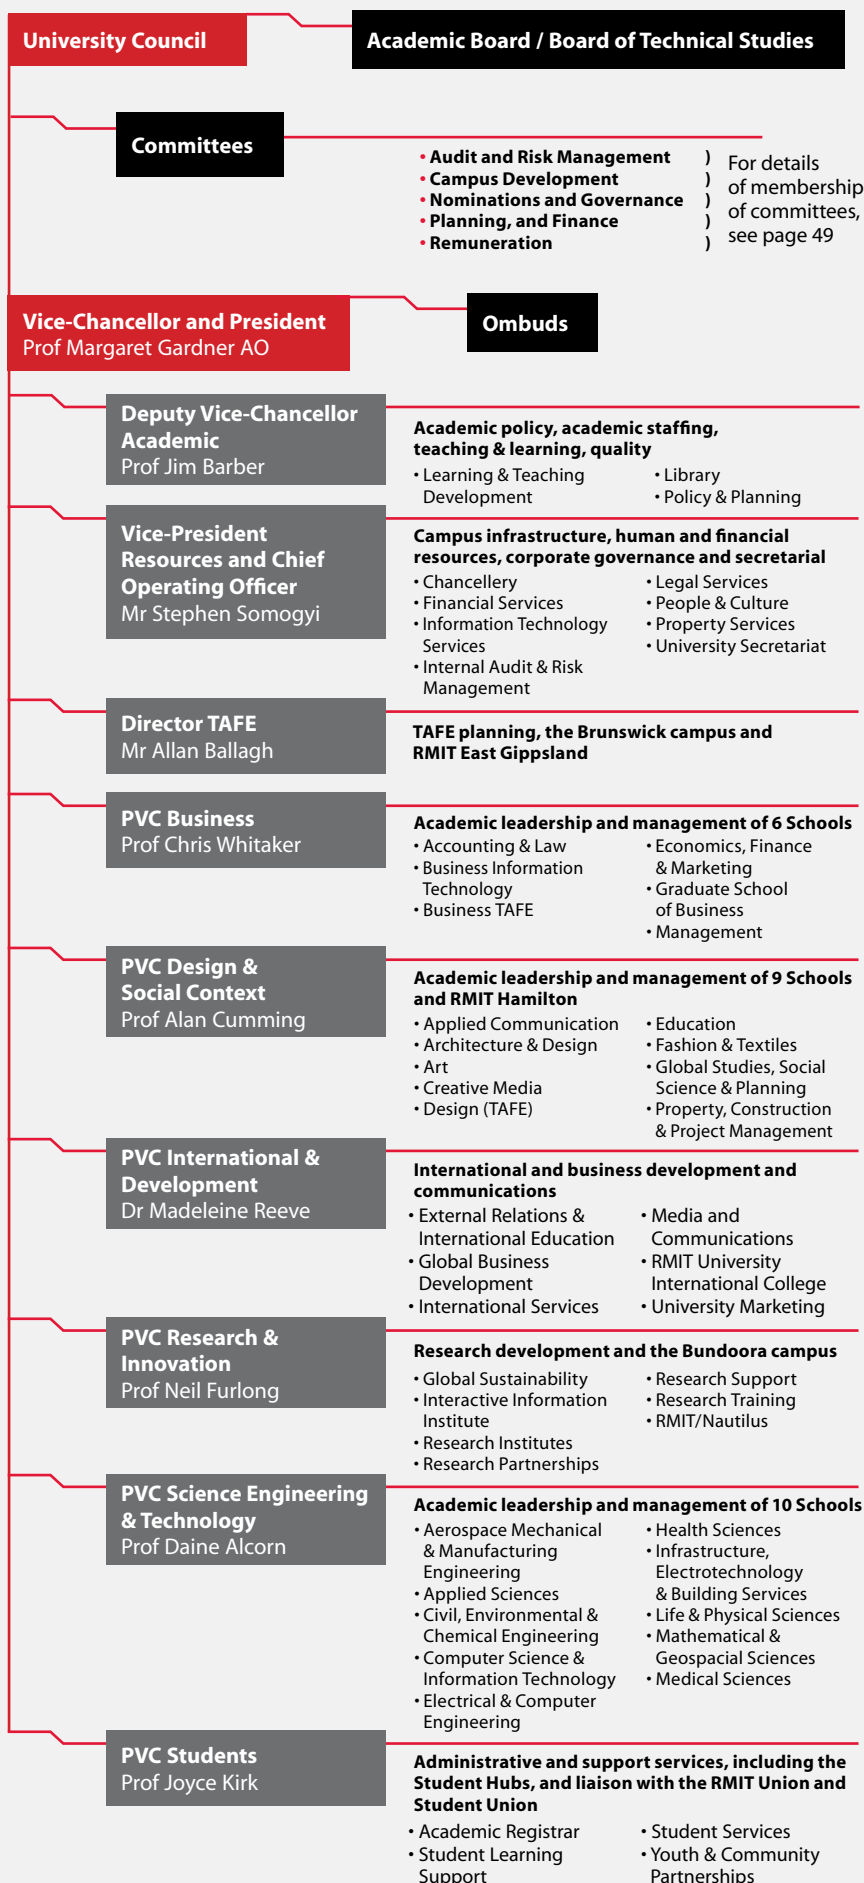 University Council
Academic Board / Board of Technical Studies
Committees
• Audit and Risk Management )
• Campus Development )
• Nominations and Governance )
• Planning, and Finance )
• Remuneration )
For details
of membership
of committees,
see page 49
Vice-Chancellor and President
Prof Margaret Gardner AO
Ombuds
Deputy Vice-Chancellor
Academic
Prof Jim Barber
Academic policy, academic staffing,
teaching & learning, quality
• Learning & Teaching
Development
• Library
• Policy & Planning
Vice-President
Resources and Chief
Operating Officer
Mr Stephen Somogyi
Campus infrastructure, human and financial
resources, corporate governance and secretarial
• Chancellery
• Financial Services
• Information Technology
Services
• Internal Audit & Risk
Management
• Legal Services
• People & Culture
• Property Services
• University Secretariat
Director TAFE
Mr Allan Ballagh
TAFE planning, the Brunswick campus and
RMIT East Gippsland
PVC Business
Prof Chris Whitaker
Academic leadership and management of 6 Schools
• Accounting & Law
• Business Information
Technology
• Business TAFE
• Economics, Finance
& Marketing
• Graduate School
of Business
• Management
PVC Design &
Social Context
Prof Alan Cumming
Academic leadership and management of 9 Schools
and RMIT Hamilton
• Applied Communication
• Architecture & Design
• Art
• Creative Media
• Design (TAFE)
• Education
• Fashion & Textiles
• Global Studies, Social
Science & Planning
• Property, Construction
& Project Management
PVC International &
Development
Dr Madeleine Reeve
International and business development and
communications
• External Relations &
International Education
• Global Business
Development
• International Services
• Media and
Communications
• RMIT University
International College
• University Marketing
PVC Research &
Innovation
Prof Neil Furlong
Research development and the Bundoora campus
• Global Sustainability
• Interactive Information
Institute
• Research Institutes
• Research Partnerships
• Research Support
• Research Training
• RMIT/Nautilus
PVC Science Engineering
& Technology
Prof Daine Alcorn
Academic leadership and management of 10 Schools
• Aerospace Mechanical
& Manufacturing
Engineering
• Applied Sciences
• Civil, Environmental &
Chemical Engineering
• Computer Science &
Information Technology
• Electrical & Computer
Engineering
• Health Sciences
• Infrastructure,
Electrotechnology
& Building Services
• Life & Physical Sciences
• Mathematical &
Geospacial Sciences
• Medical Sciences
PVC Students
Prof Joyce Kirk
Administrative and support services, including the
Student Hubs, and liaison with the RMIT Union and
Student Union
• Academic Registrar
• Student Learning
Support
• Student Services
• Youth & Community
Partnerships